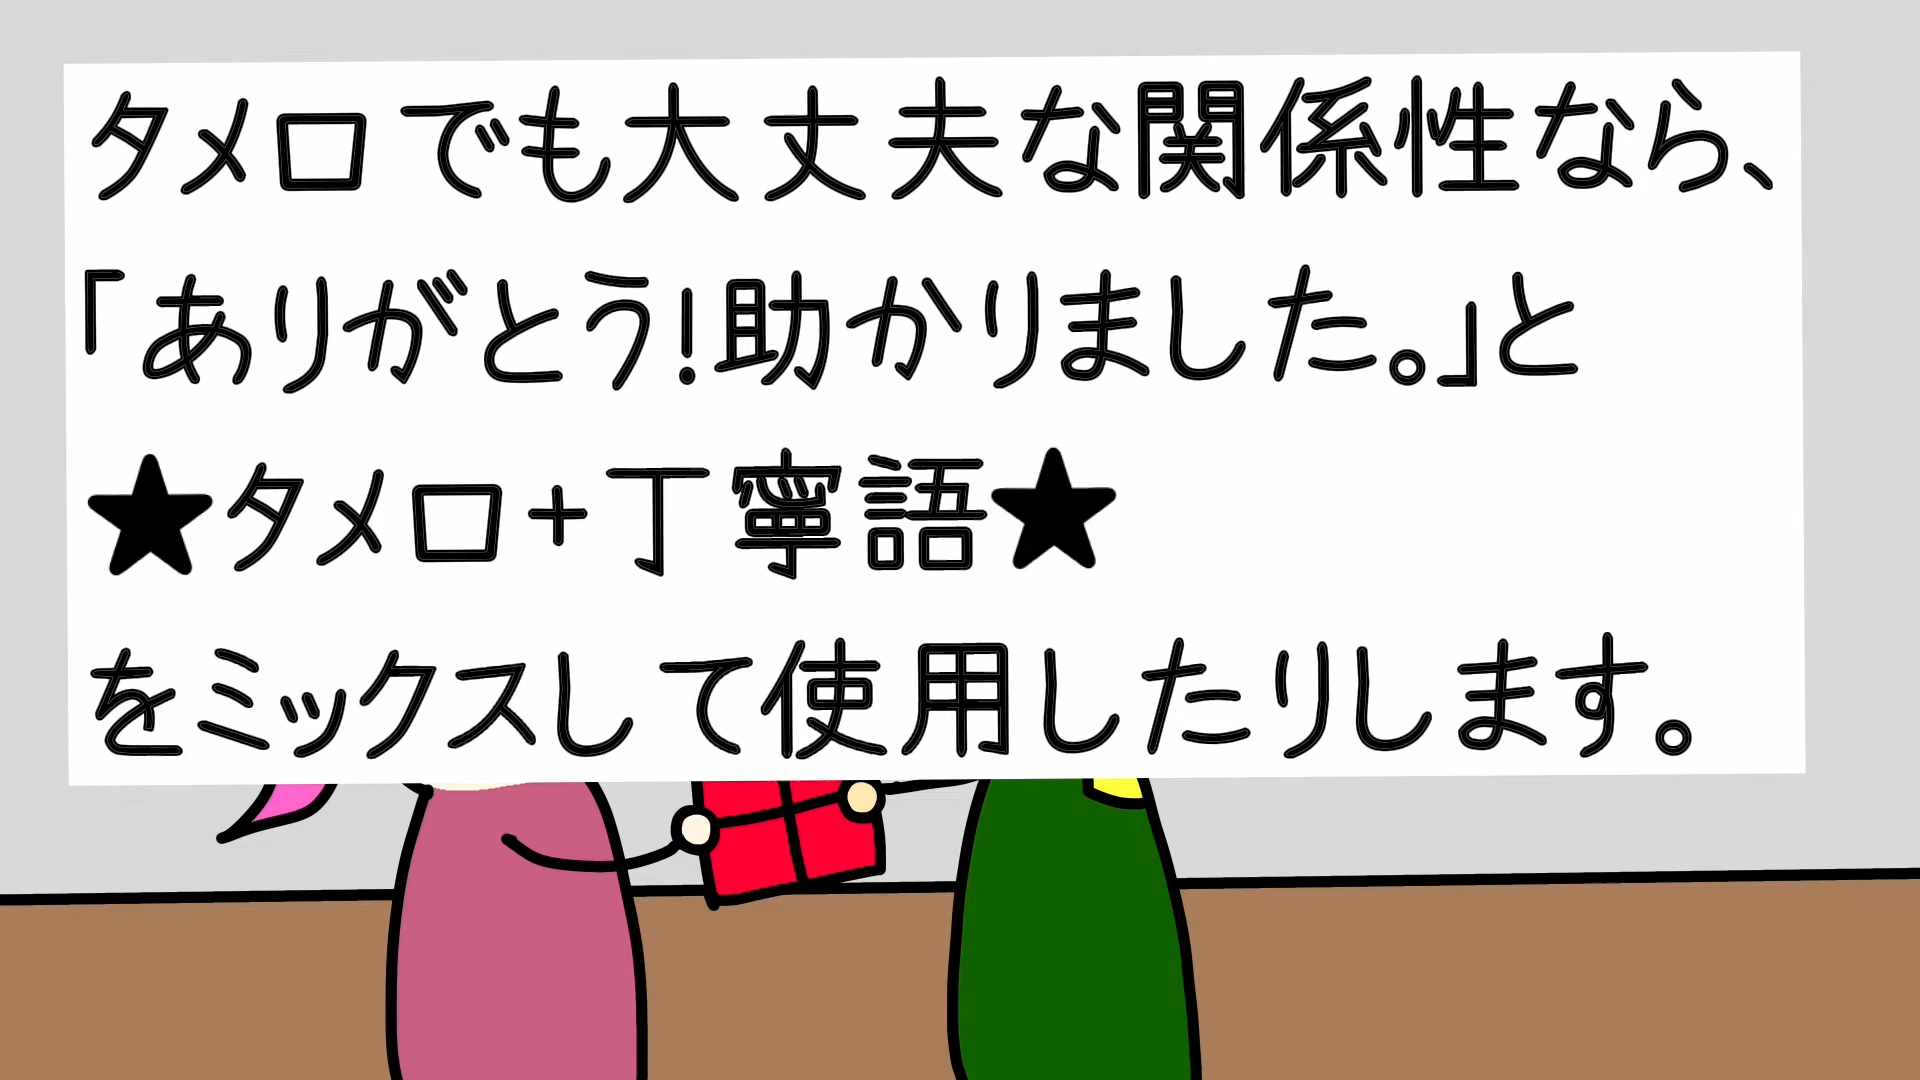 タメ口でも大丈夫な関係性なら、
「ありがとう!助かりました。」と
★タメ口+丁寧語★
をミックスして使用したりします。